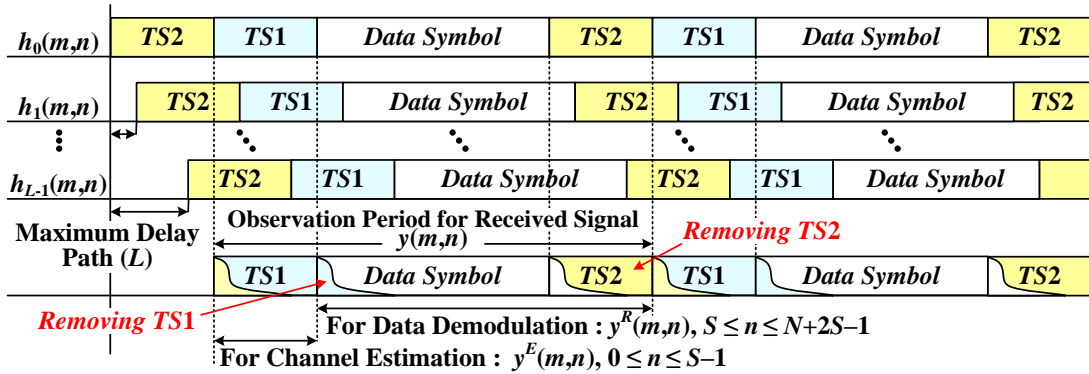 h0(m,n) TS2 TS1 Data Symbol TS2 TS1 Data Symbol TS2
h1(m,n) TS2 TS1 Data Symbol TS2 TS1 Data Symbol TS2
hL-1(m,n) TS2 TS1 Data Symbol TS2 TS1 Data Symbol
Maximum Delay
Path (L)
Observation Period for Received Signal
y(m,n)
Removing TS2
TS1 Data Symbol TS2 TS1 Data Symbol TS2
Removing TS1
For Data Demodulation : y^R(m,n), S ≤ n ≤ N+2S–1
For Channel Estimation : y^E(m,n), 0 ≤ n ≤ S–1